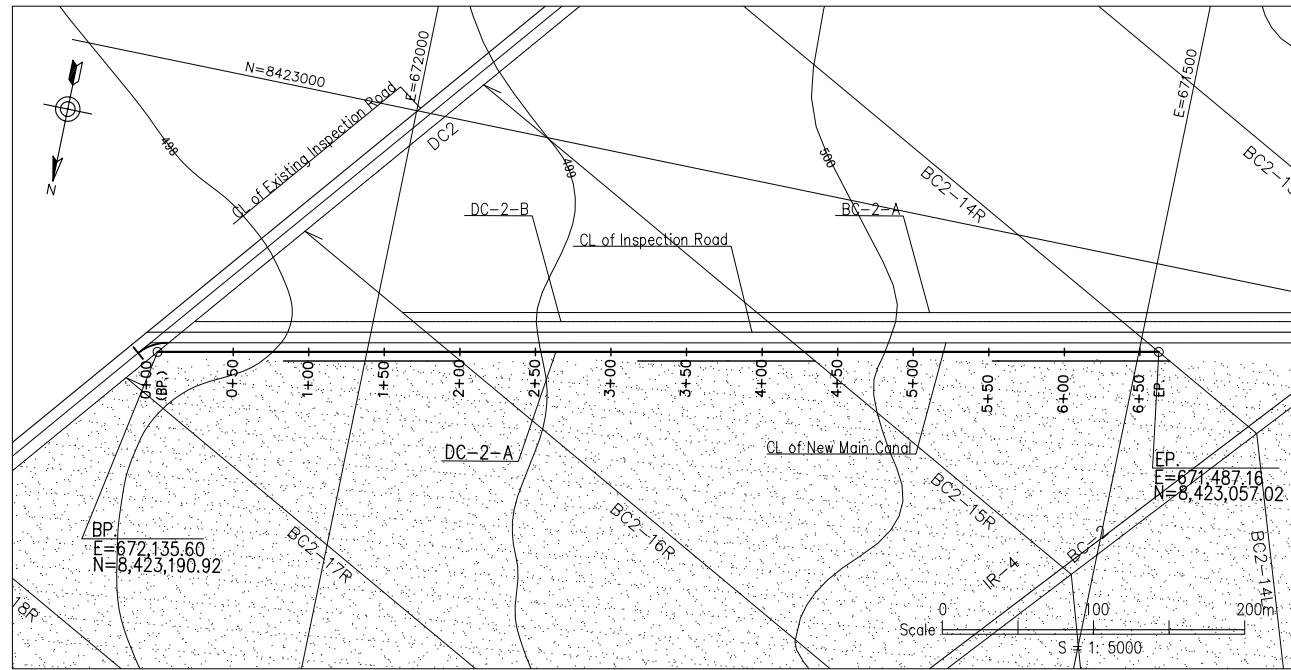 N=8423000
E=672000
E=671500
CL of Existing Inspection Road
DC2
498
499
500
BC2-14R
N
DC-2-B
BC-2-A
CL of Inspection Road
0+00
(BP.)
0+50
1+00
1+50
2+00
2+50
3+00
3+50
4+00
4+50
5+00
5+50
6+00
6+50
EP.
DC-2-A
CL of New Main Canal
EP.
E=671,487.16
N=8,423,057.02
BP.
E=672,135.60
N=8,423,190.92
BC2-17R
BC2-16R
BC2-15R
BC-2
IR-4
BC2-14L
18R
0 100 200m
Scale
S = 1: 5000